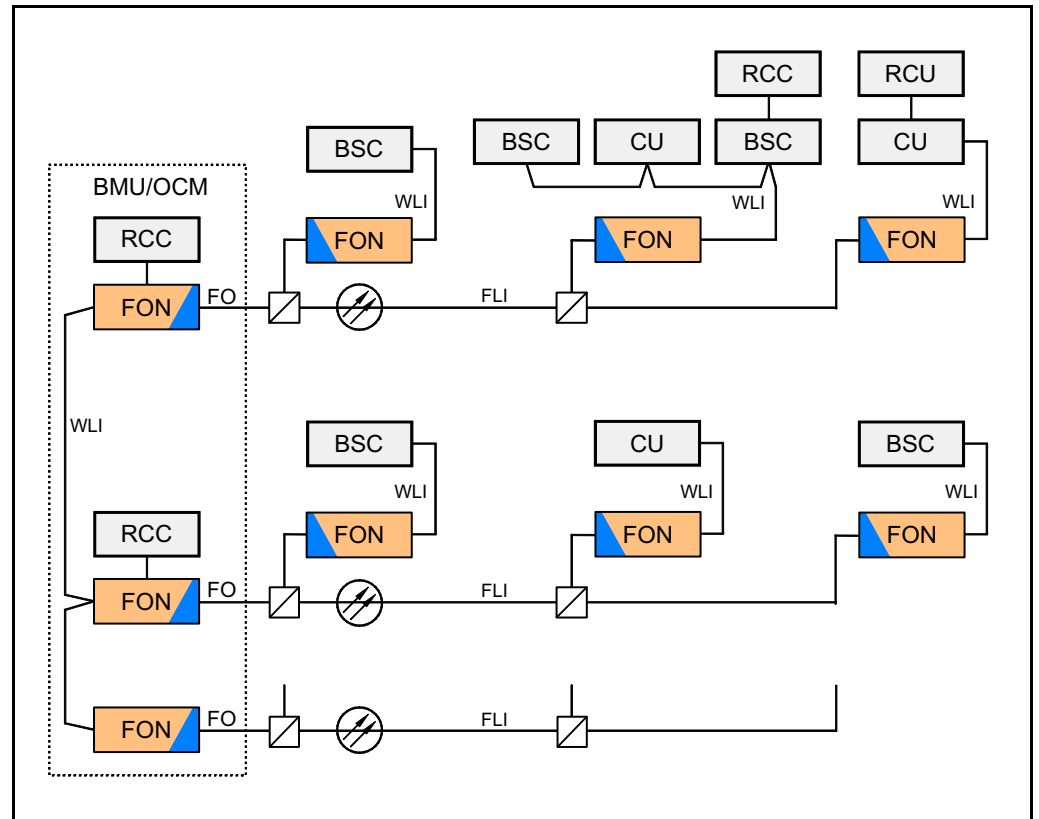 RCC RCU
BSC BSC CU BSC CU
BMU/OCM
WLI WLI WLI
RCC FON FON FON
FON FO FLI
WLI
BSC CU BSC
WLI WLI WLI
RCC FON FON FON
FON FO FLI
FON FO FLI